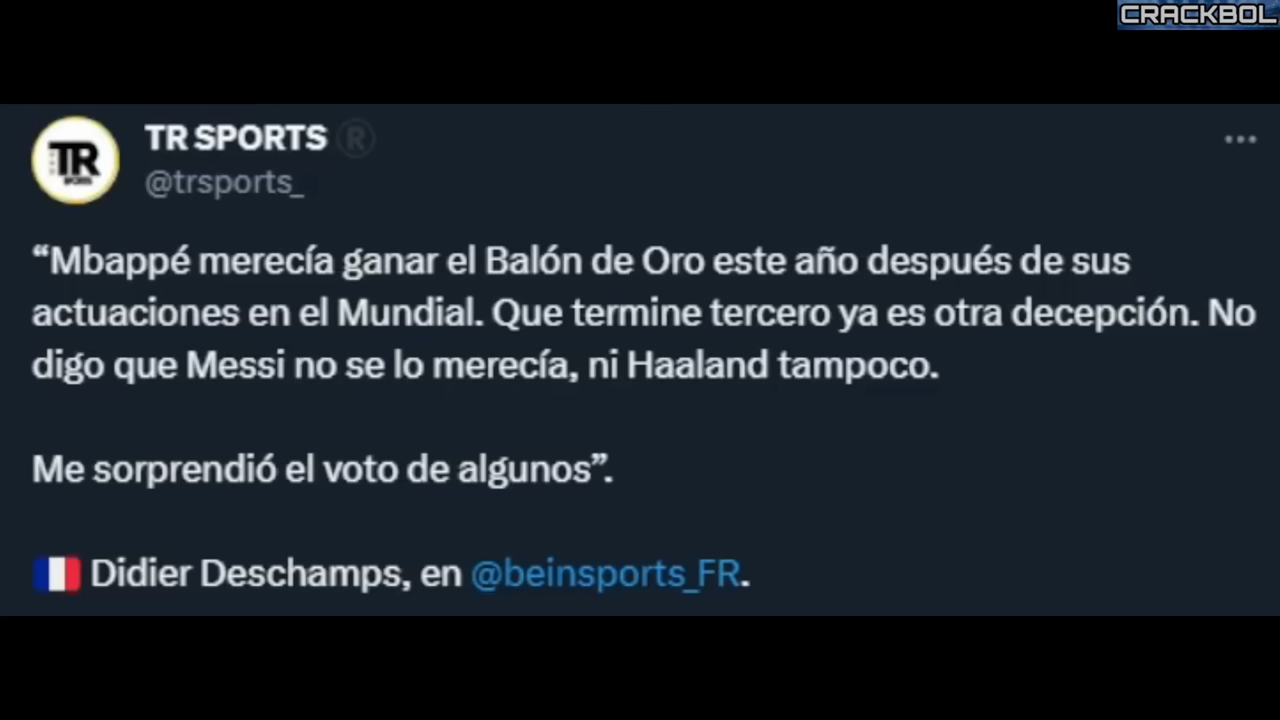 CRACKBOL
TR SPORTS ®
TR
SPORTS
@trsports_
“Mbappé merecía ganar el Balón de Oro este año después de sus
actuaciones en el Mundial. Que termine tercero ya es otra decepción. No
digo que Messi no se lo merecía, ni Haaland tampoco.
Me sorprendió el voto de algunos”.
Didier Deschamps, en @beinsports_FR.